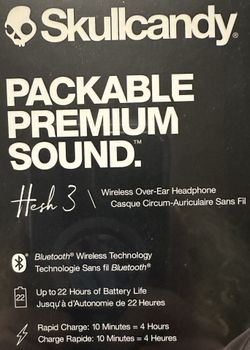 Skullcandy®
PACKABLE
PREMIUM
SOUND.™
Hesh 3 \ Wireless Over-Ear Headphone
Casque Circum-Auriculaire Sans Fil
Bluetooth® Wireless Technology
Technologie Sans fil Bluetooth®
22
Up to 22 Hours of Battery Life
Jusqu'à d'Autonomie de 22 Heures
Rapid Charge: 10 Minutes = 4 Hours
Charge Rapide: 10 Minutes = 4 Heures